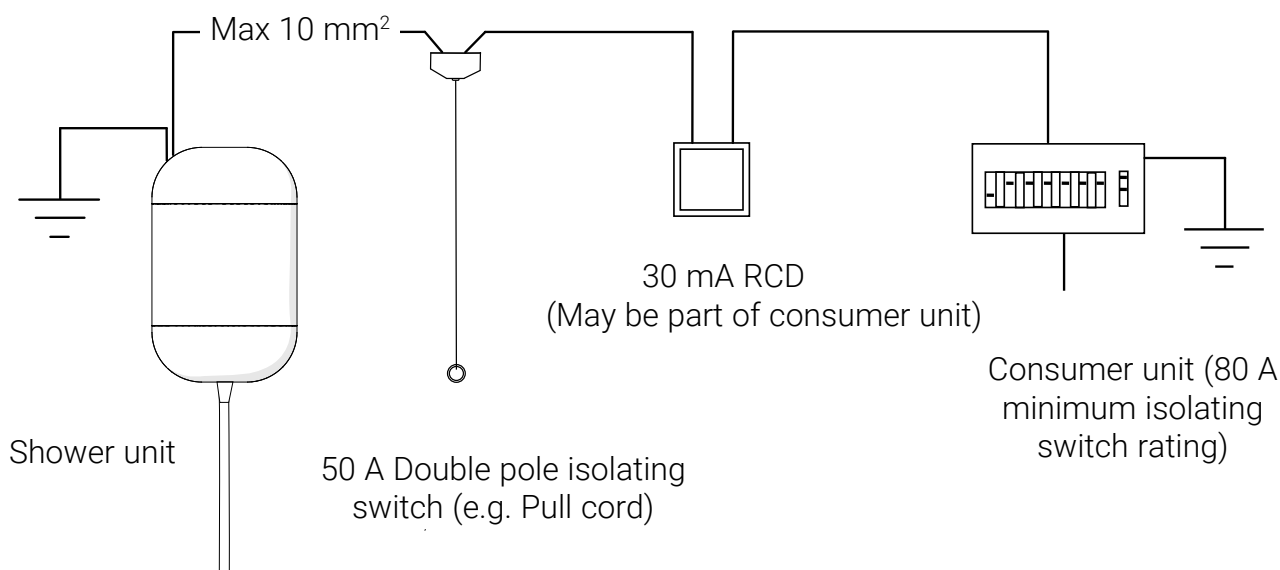 Max 10 mm²
30 mA RCD
(May be part of consumer unit)
Consumer unit (80 A
minimum isolating
switch rating)
Shower unit
50 A Double pole isolating
switch (e.g. Pull cord)